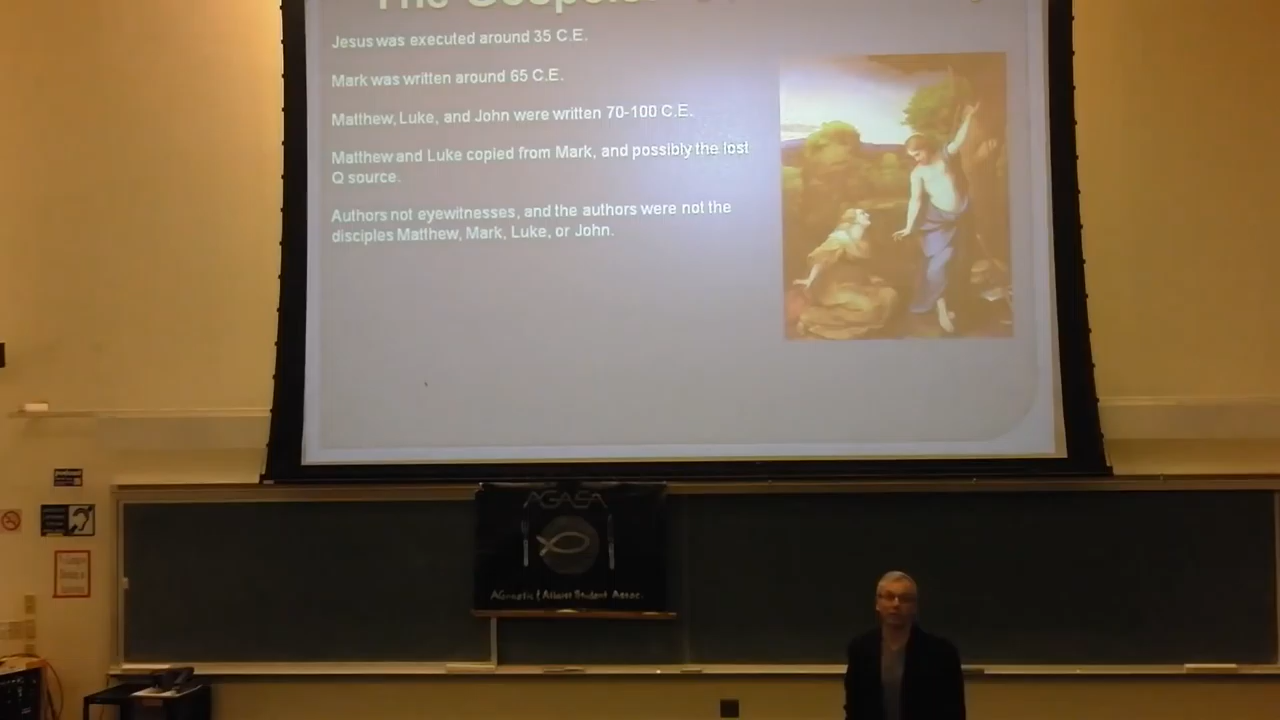 The Gospels
Jesus was executed around 35 C.E.
Mark was written around 65 C.E.
Matthew, Luke, and John were written 70-100 C.E.
Matthew and Luke copied from Mark, and possibly the lost
Q source.
Authors not eyewitnesses, and the authors were not the
disciples Matthew, Mark, Luke, or John.
AGASA
AGnostic & Atheist Student Assoc.